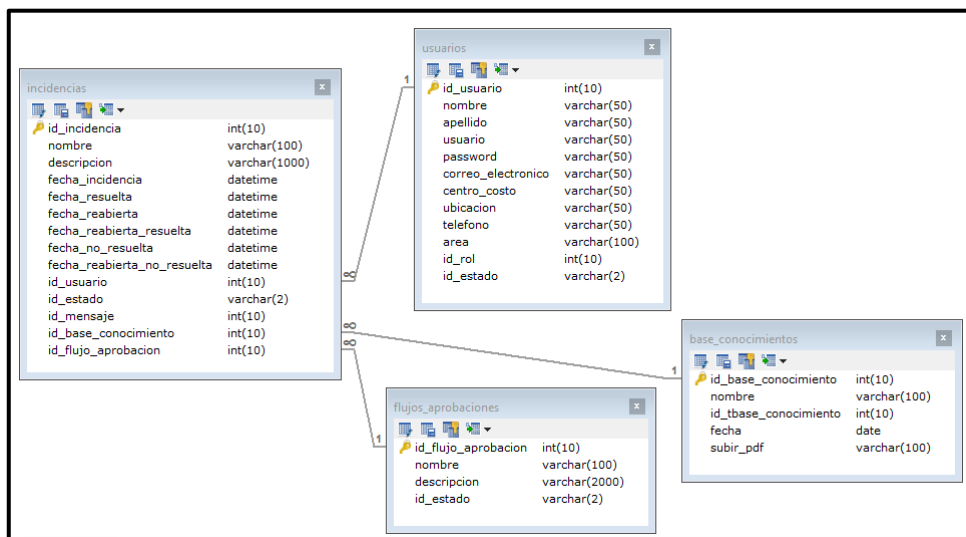 incidencias
id_incidencia int(10)
nombre varchar(100)
descripcion varchar(1000)
fecha_incidencia datetime
fecha_resuelta datetime
fecha_reabierta datetime
fecha_reabierta_resuelta datetime
fecha_no_resuelta datetime
fecha_reabierta_no_resuelta datetime
id_usuario int(10)
id_estado varchar(2)
id_mensaje int(10)
id_base_conocimiento int(10)
id_flujo_aprobacion int(10)
usuarios
id_usuario int(10)
nombre varchar(50)
apellido varchar(50)
usuario varchar(50)
password varchar(50)
correo_electronico varchar(50)
centro_costo varchar(50)
ubicacion varchar(50)
telefono varchar(50)
area varchar(100)
id_rol int(10)
id_estado varchar(2)
1
∞
∞
∞
1
1
flujos_aprobaciones
id_flujo_aprobacion int(10)
nombre varchar(100)
descripcion varchar(2000)
id_estado varchar(2)
base_conocimientos
id_base_conocimiento int(10)
nombre varchar(100)
id_tbase_conocimiento int(10)
fecha date
subir_pdf varchar(100)